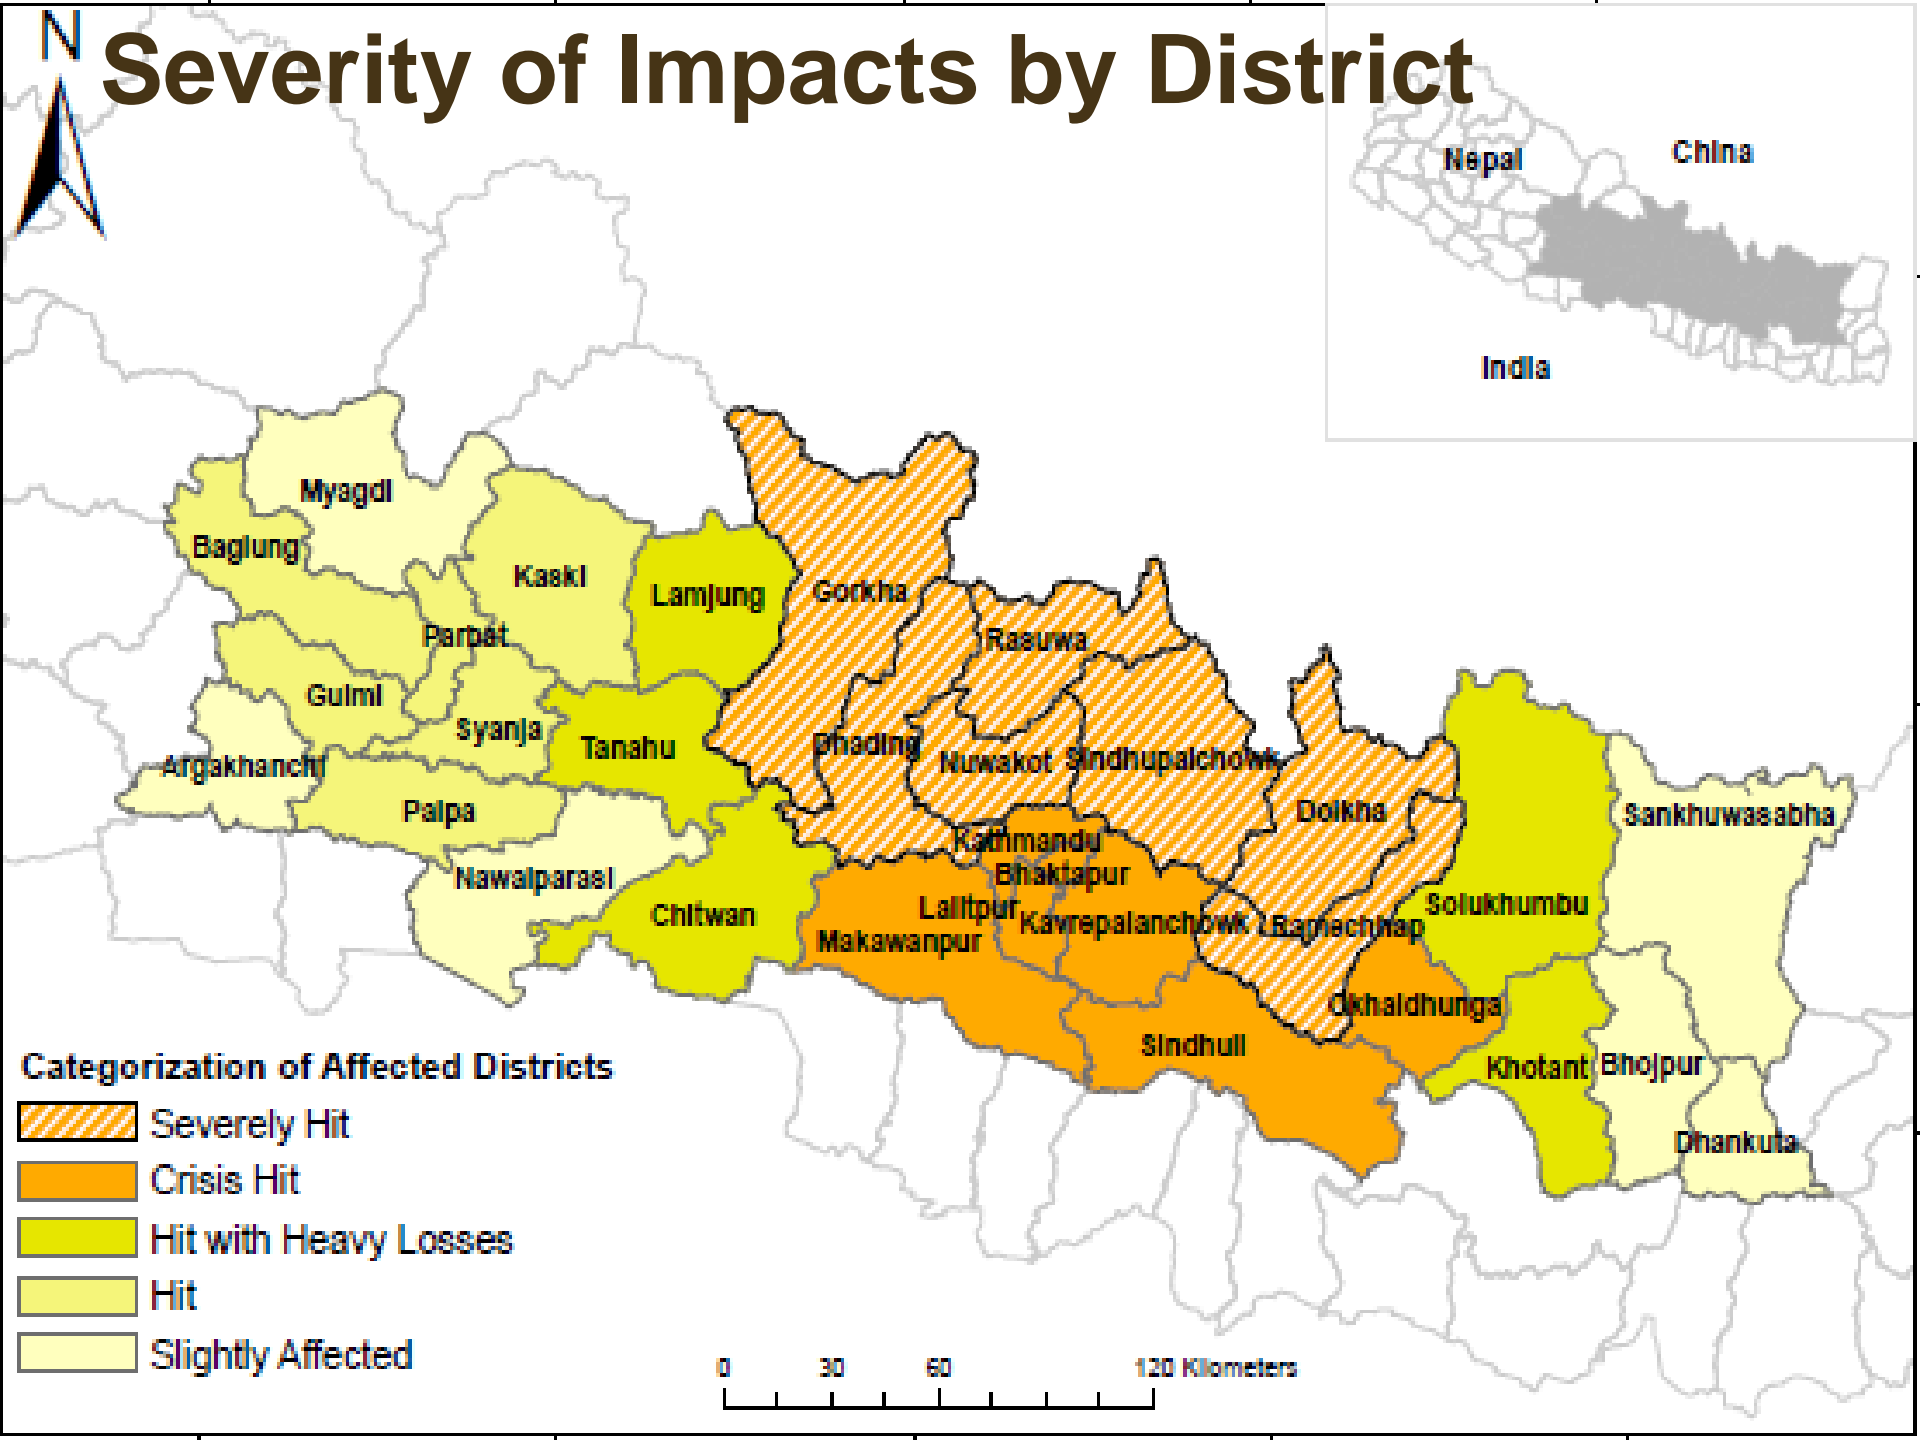 N
Severity of Impacts by District
China
Nepal
India
Myagdi
Baglung
Kaski
Lamjung
Gorkha
Parbat
Rasuwa
Gulmi
Syanja
Tanahu
Dhading
Nuwakot
Sindhupalchowk
Argakhanchi
Palpa
Dolkha
Sankhuwasabha
Kathmandu
Bhaktapur
Nawalparasi
Chitwan
Lalitpur
Kavrepalanchowk
Ramechhap
Solukhumbu
Makawanpur
Okhaldhunga
Sindhuli
Khotant
Bhojpur
Dhankuta
Categorization of Affected Districts
Severely Hit
Crisis Hit
Hit with Heavy Losses
Hit
Slightly Affected
0 30 60 120 Kilometers